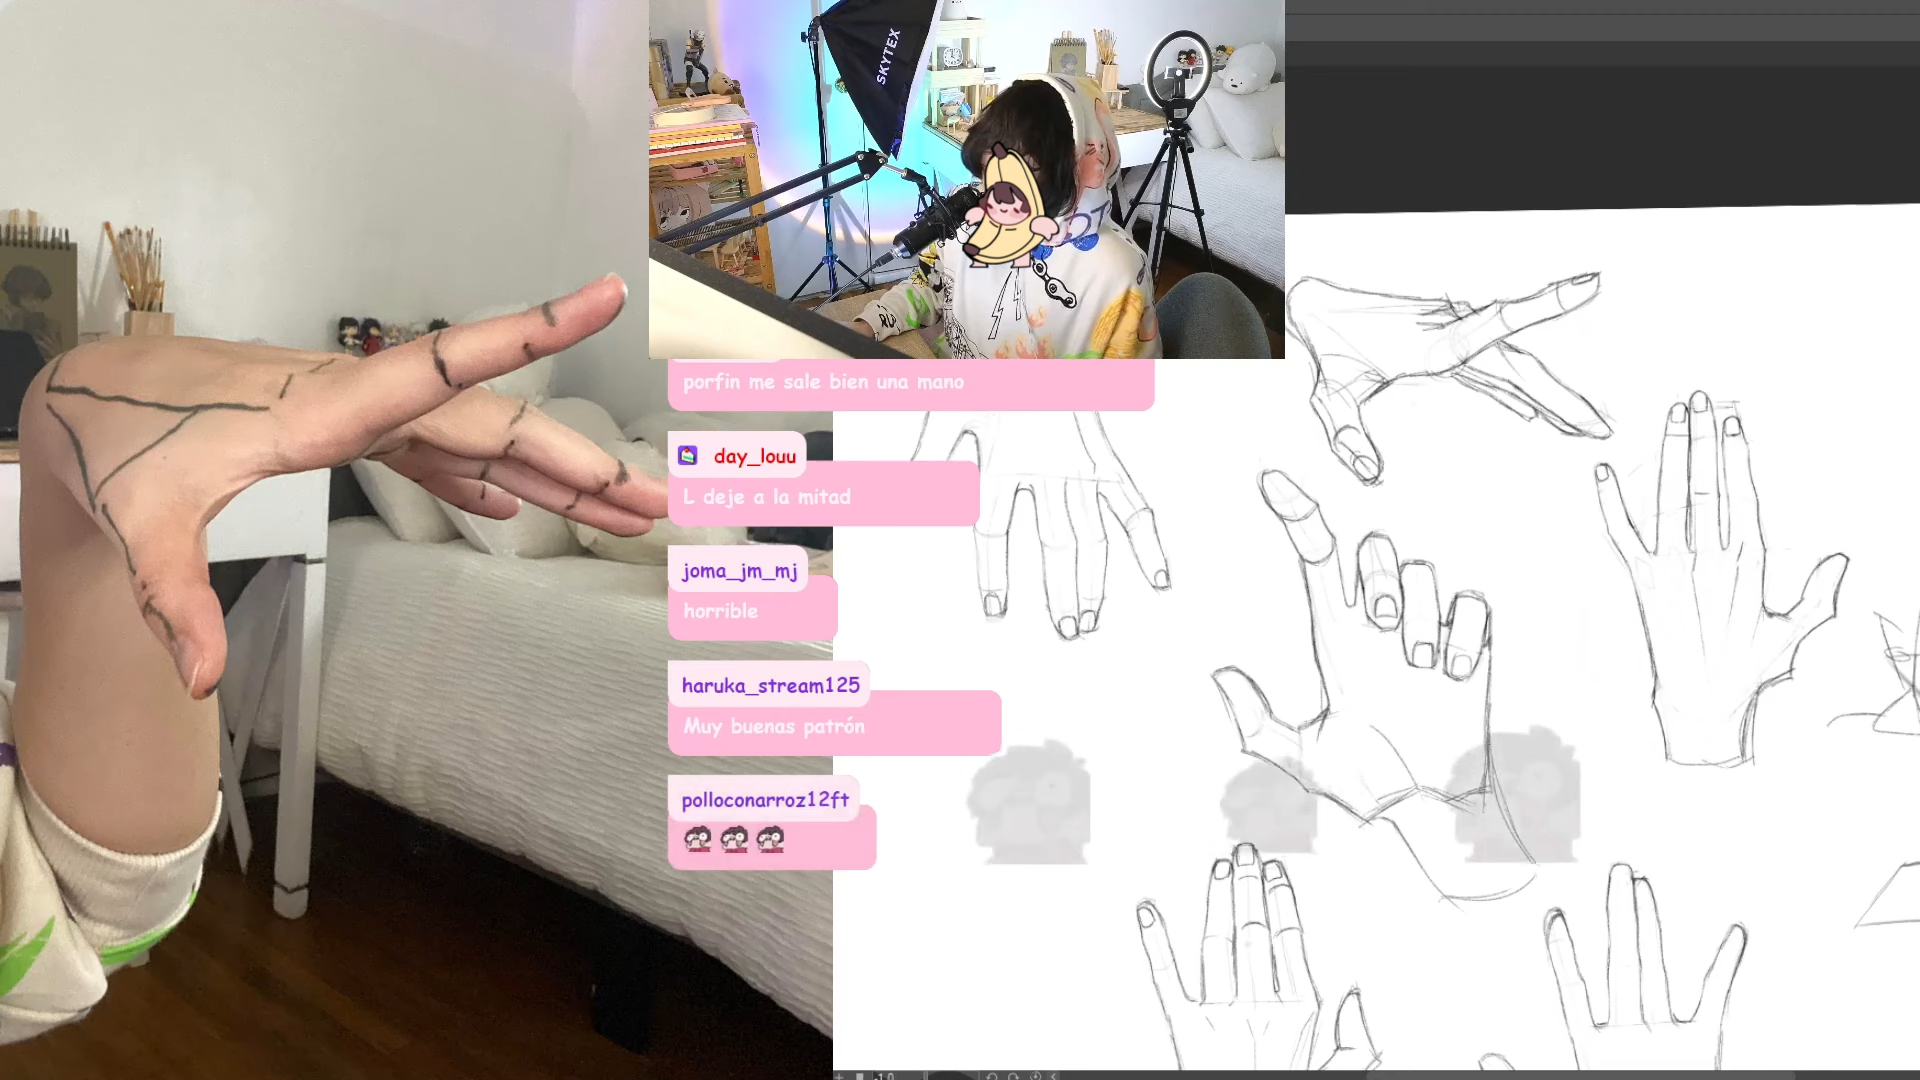 SKYTEX
porfin me sale bien una mano
day_louu
L deje a la mitad
joma_jm_mj
horrible
haruka_stream125
Muy buenas patrón
polloconarroz12ft